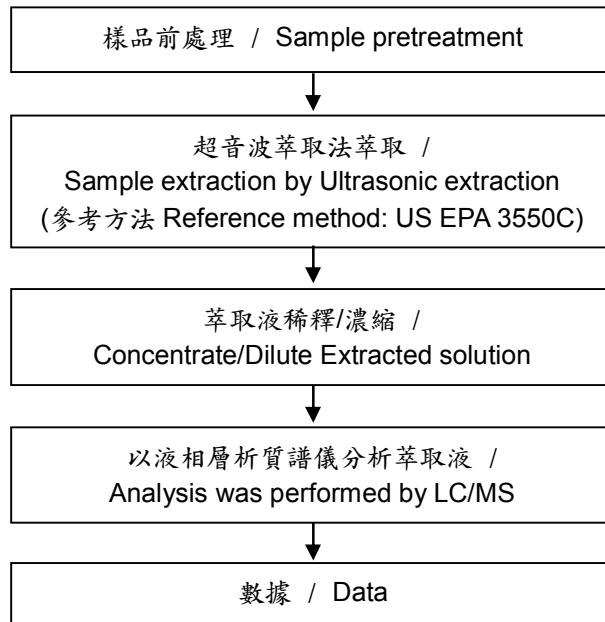 樣品前處理 / Sample pretreatment
超音波萃取法萃取 /
Sample extraction by Ultrasonic extraction
(參考方法 Reference method: US EPA 3550C)
萃取液稀釋/濃縮 /
Concentrate/Dilute Extracted solution
以液相層析質譜儀分析萃取液 /
Analysis was performed by LC/MS
數據 / Data